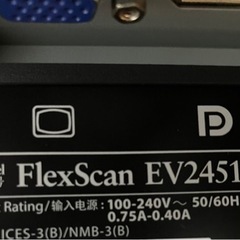 FlexScan EV2451
Rating/输入电源: 100-240V ~ 50/60H
0.75A-0.40A
ICES-3(B)/NMB-3(B)